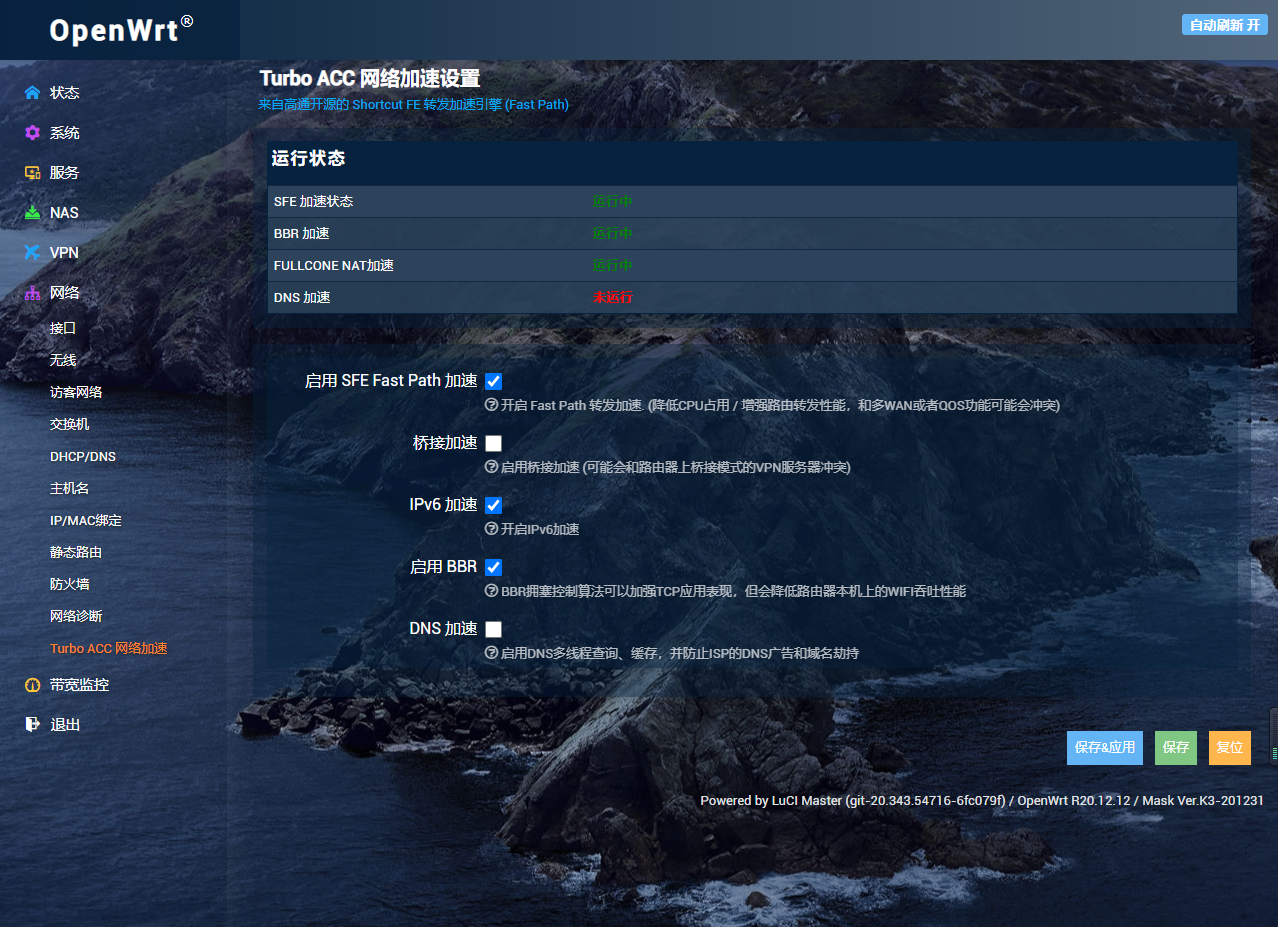 OpenWrt®
自动刷新 开
状态
系统
服务
NAS
VPN
网络
接口
无线
访客网络
交换机
DHCP/DNS
主机名
IP/MAC绑定
静态路由
防火墙
网络诊断
Turbo ACC 网络加速
带宽监控
退出
Turbo ACC 网络加速设置
来自高通开源的 Shortcut FE 转发加速引擎 (Fast Path)
运行状态
SFE 加速状态 运行中
BBR 加速 运行中
FULLCONE NAT加速 运行中
DNS 加速 未运行
启用 SFE Fast Path 加速
开启 Fast Path 转发加速. (降低CPU占用 / 增强路由转发性能，和多WAN或者QOS功能可能会冲突)
桥接加速
启用桥接加速 (可能会和路由器上桥接模式的VPN服务器冲突)
IPv6 加速
开启IPv6加速
启用 BBR
BBR拥塞控制算法可以加强TCP应用表现，但会降低路由器本机上的WIFI吞吐性能
DNS 加速
启用DNS多线程查询、缓存，并防止ISP的DNS广告和域名劫持
保存&应用 保存 复位
Powered by LuCI Master (git-20.343.54716-6fc079f) / OpenWrt R20.12.12 / Mask Ver.K3-201231